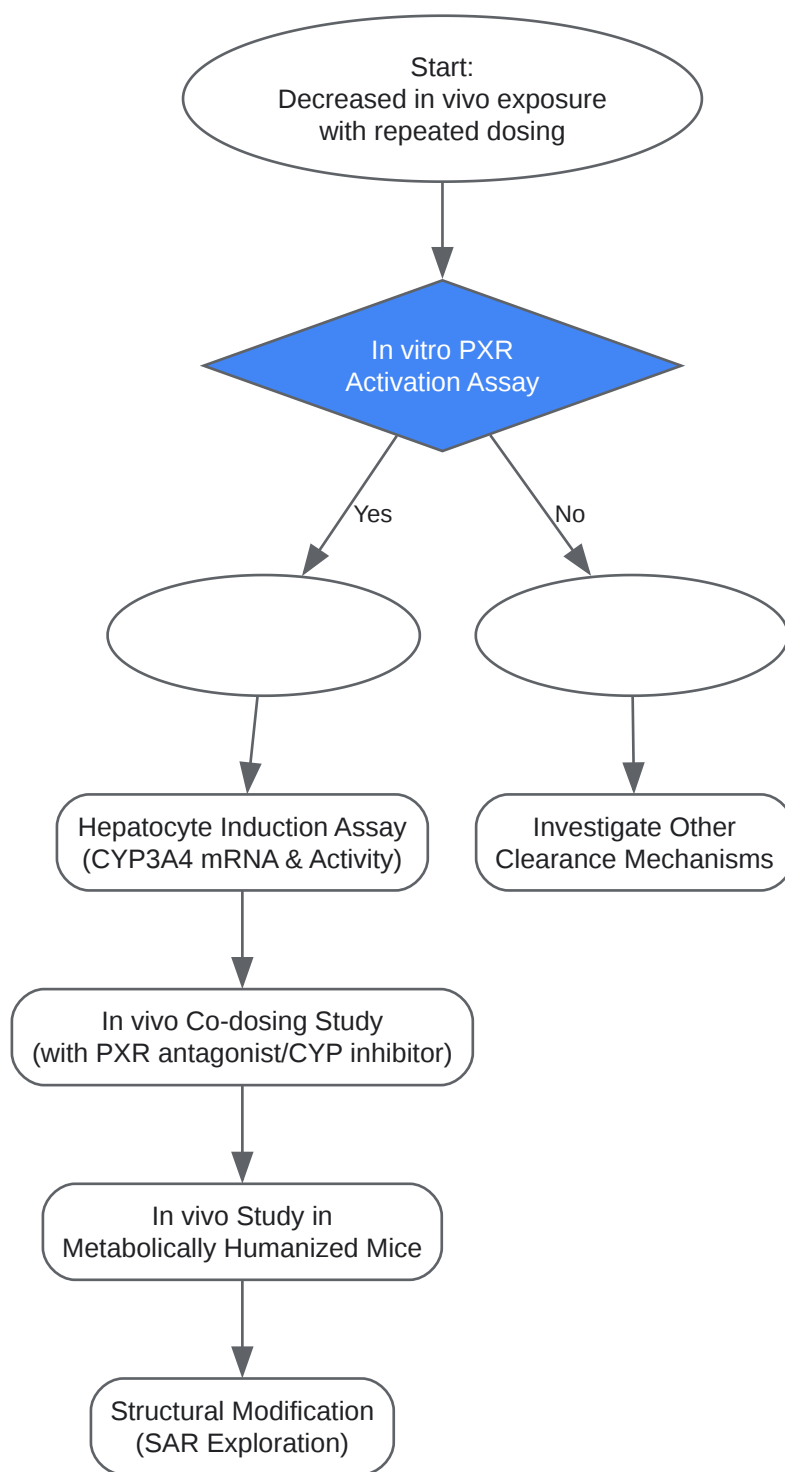 Start:
Decreased in vivo exposure
with repeated dosing
In vitro PXR
Activation Assay
Yes
No
Hepatocyte Induction Assay
(CYP3A4 mRNA & Activity)
Investigate Other
Clearance Mechanisms
In vivo Co-dosing Study
(with PXR antagonist/CYP inhibitor)
In vivo Study in
Metabolically Humanized Mice
Structural Modification
(SAR Exploration)